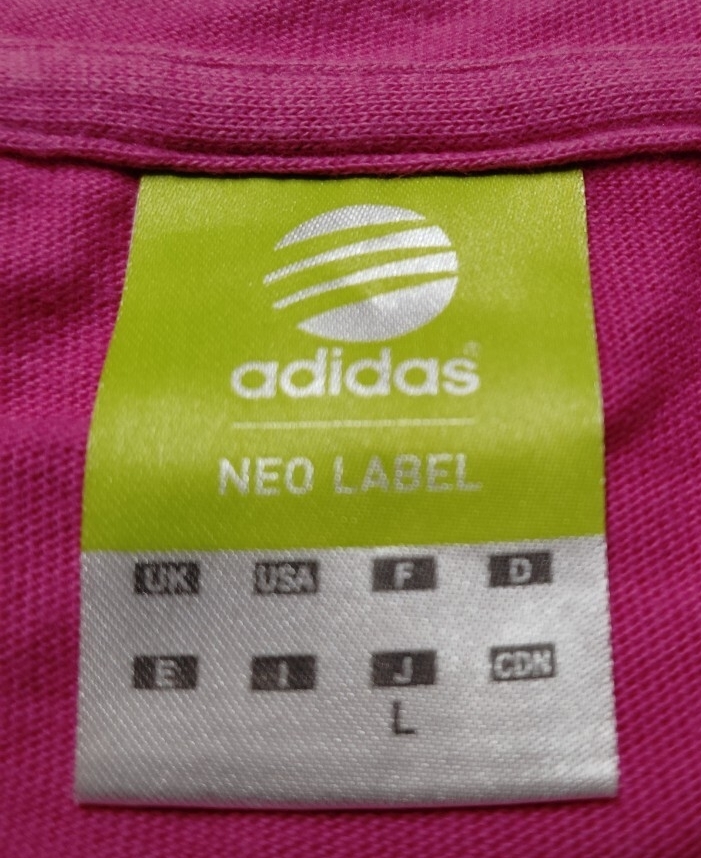 adidas®
NEO LABEL
UK USA F D
E I J CDN
L